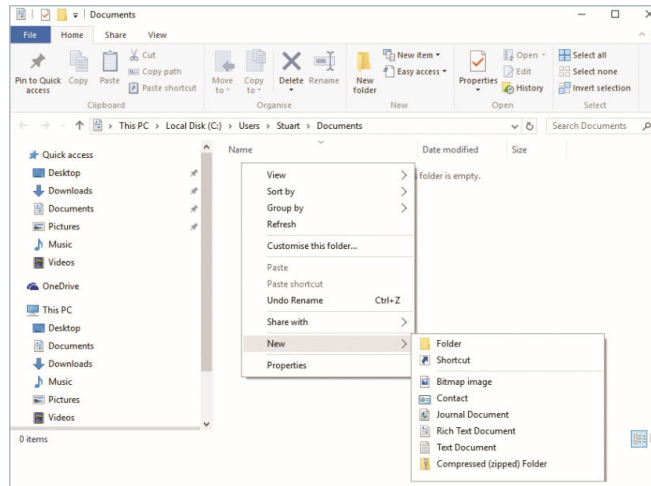 Documents
File Home Share View
Pin to Quick access
Copy
Paste
Cut
Copy path
Paste shortcut
Move to
Copy to
Delete
Rename
New folder
New item
Easy access
Properties
Open
Edit
History
Select all
Select none
Invert selection
Clipboard Organise New Open Select
This PC > Local Disk (C:) > Users > Stuart > Documents
Search Documents
Name Date modified Size
folder is empty.
Quick access
Desktop
Downloads
Documents
Pictures
Music
Videos
OneDrive
This PC
Desktop
Documents
Downloads
Music
Pictures
Videos
0 items
View
Sort by
Group by
Refresh
Customise this folder...
Paste
Paste shortcut
Undo Rename Ctrl+Z
Share with
New
Properties
Folder
Shortcut
Bitmap image
Contact
Journal Document
Rich Text Document
Text Document
Compressed (zipped) Folder